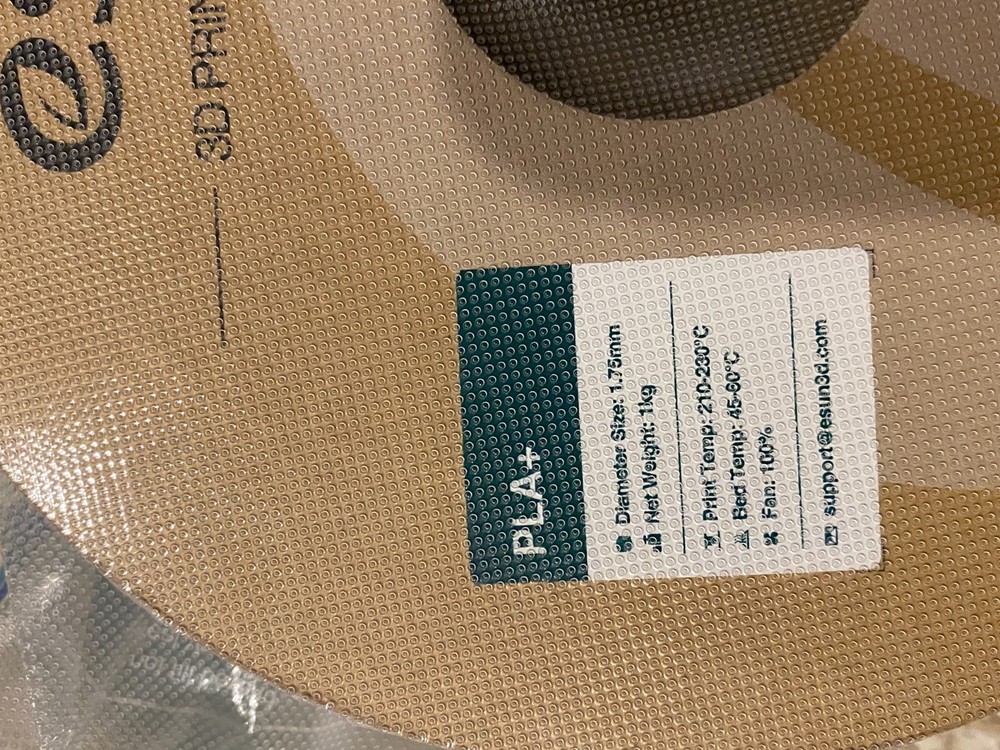 es
3D PRIN
PLA+
Diameter Size: 1.75mm
Net Weight: 1kg
Print Temp: 210-230°C
Bed Temp: 45-60°C
Fan: 100%
support@esun3d.com